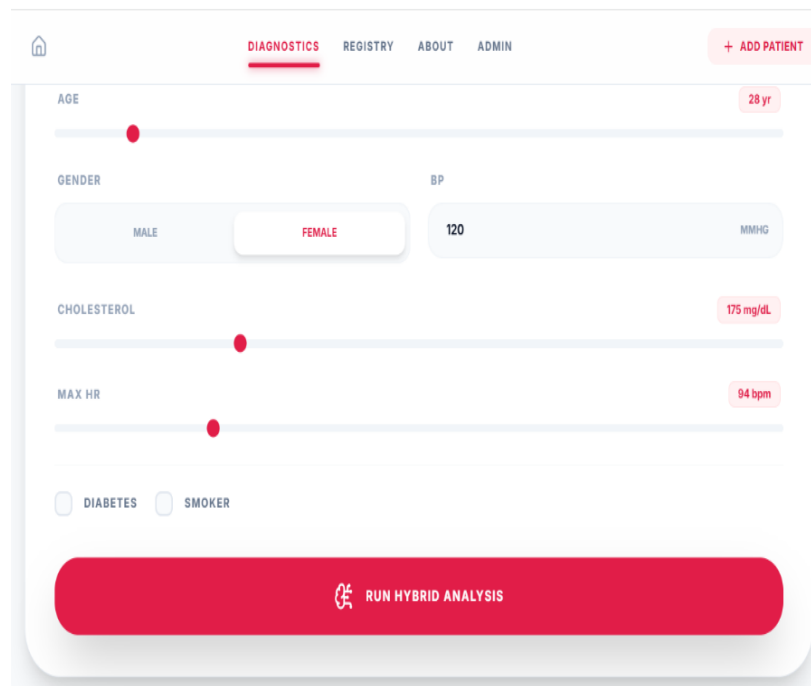 DIAGNOSTICS REGISTRY ABOUT ADMIN + ADD PATIENT
AGE 28 yr
GENDER BP
MALE FEMALE 120 MMHG
CHOLESTEROL 175 mg/dL
MAX HR 94 bpm
DIABETES SMOKER
RUN HYBRID ANALYSIS